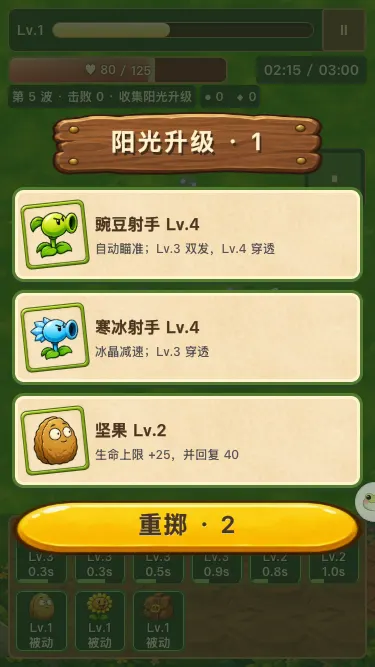 Lv.1
II
80 / 125
02:15 / 03:00
第 5 波 · 击败 0 · 收集阳光升级
0 0
阳光升级 · 1
豌豆射手 Lv.4
自动瞄准；Lv.3 双发，Lv.4 穿透
寒冰射手 Lv.4
冰晶减速；Lv.3 穿透
坚果 Lv.2
生命上限 +25，并回复 40
重掷 · 2
Lv.3 Lv.3 Lv.3 Lv.3 Lv.2 Lv.2
0.3s 0.3s 0.5s 0.9s 0.8s 1.0s
Lv.1 Lv.1 Lv.1
被动 被动 被动